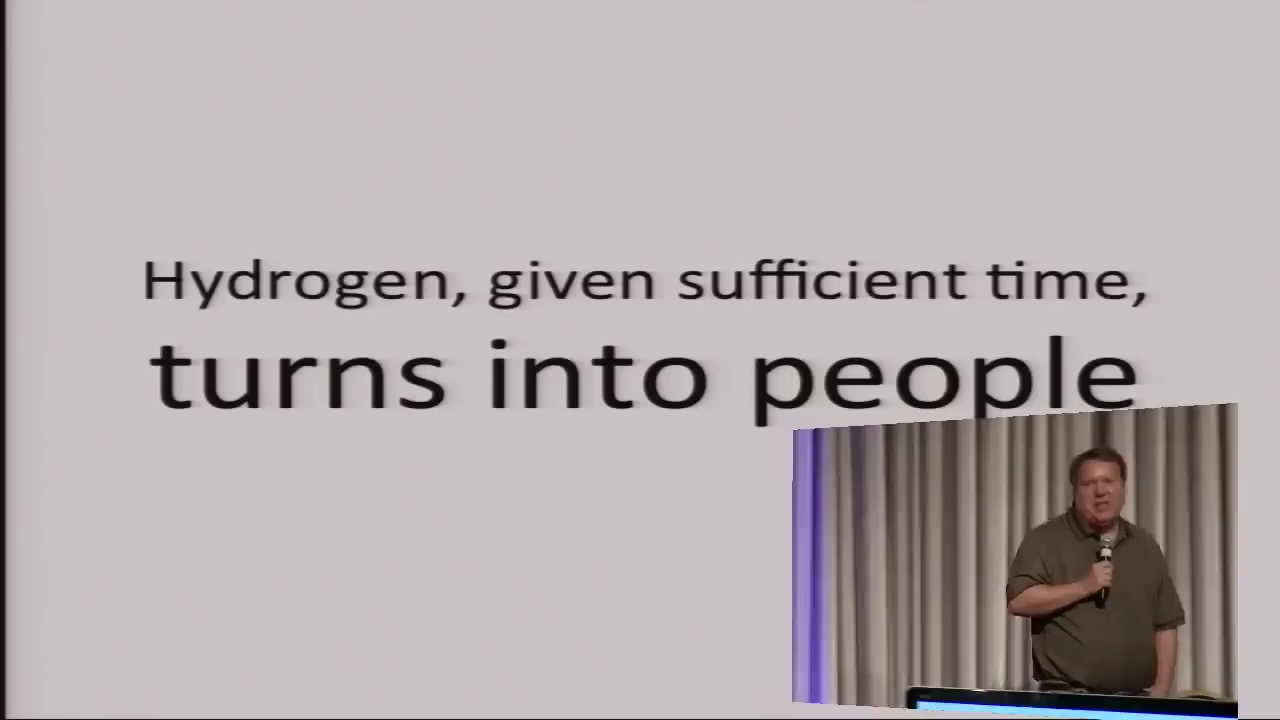 Hydrogen, given sufficient time,
turns into people